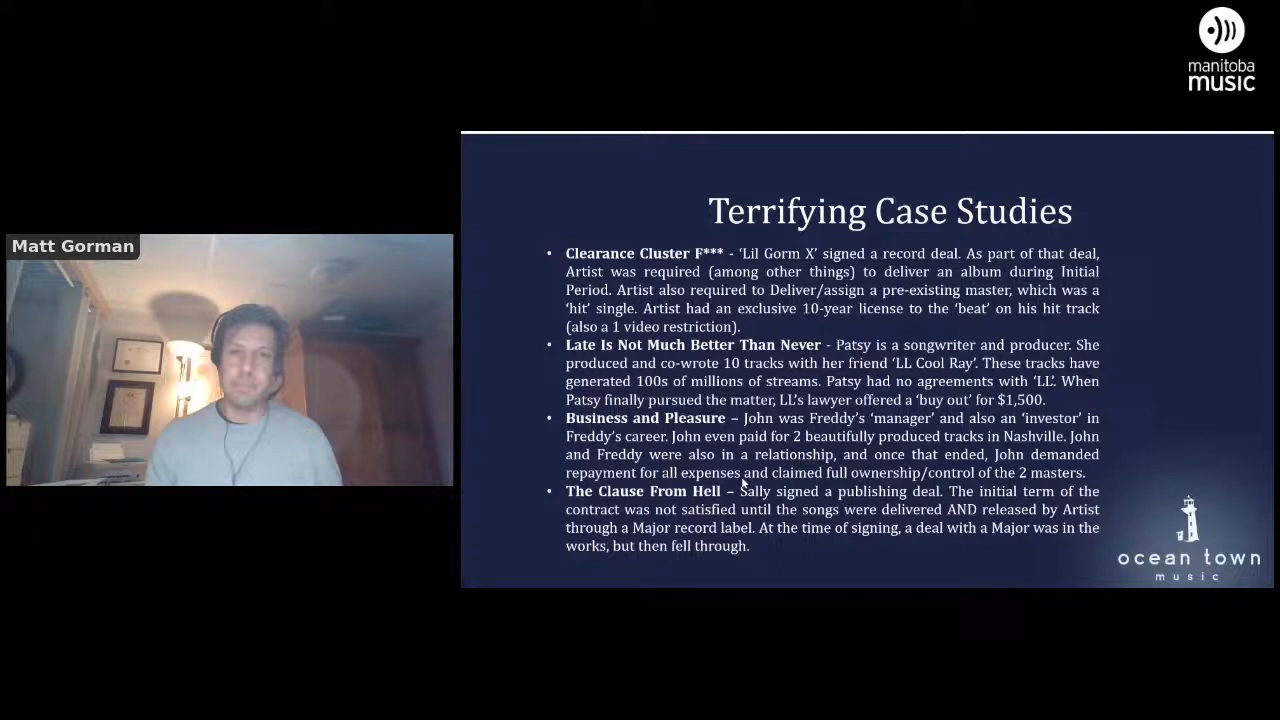 manitoba
music
Matt Gorman
Terrifying Case Studies
• Clearance Cluster F*** - ‘Lil Gorm X’ signed a record deal. As part of that deal,
Artist was required (among other things) to deliver an album during Initial
Period. Artist also required to Deliver/assign a pre-existing master, which was a
‘hit’ single. Artist had an exclusive 10-year license to the ‘beat’ on his hit track
(also a 1 video restriction).
• Late Is Not Much Better Than Never - Patsy is a songwriter and producer. She
produced and co-wrote 10 tracks with her friend ‘LL Cool Ray’. These tracks have
generated 100s of millions of streams. Patsy had no agreements with ‘LL’. When
Patsy finally pursued the matter, LL’s lawyer offered a ‘buy out’ for $1,500.
• Business and Pleasure – John was Freddy’s ‘manager’ and also an ‘investor’ in
Freddy’s career. John even paid for 2 beautifully produced tracks in Nashville. John
and Freddy were also in a relationship, and once that ended, John demanded
repayment for all expenses and claimed full ownership/control of the 2 masters.
• The Clause From Hell – Sally signed a publishing deal. The initial term of the
contract was not satisfied until the songs were delivered AND released by Artist
through a Major record label. At the time of signing, a deal with a Major was in the
works, but then fell through.
ocean town
music